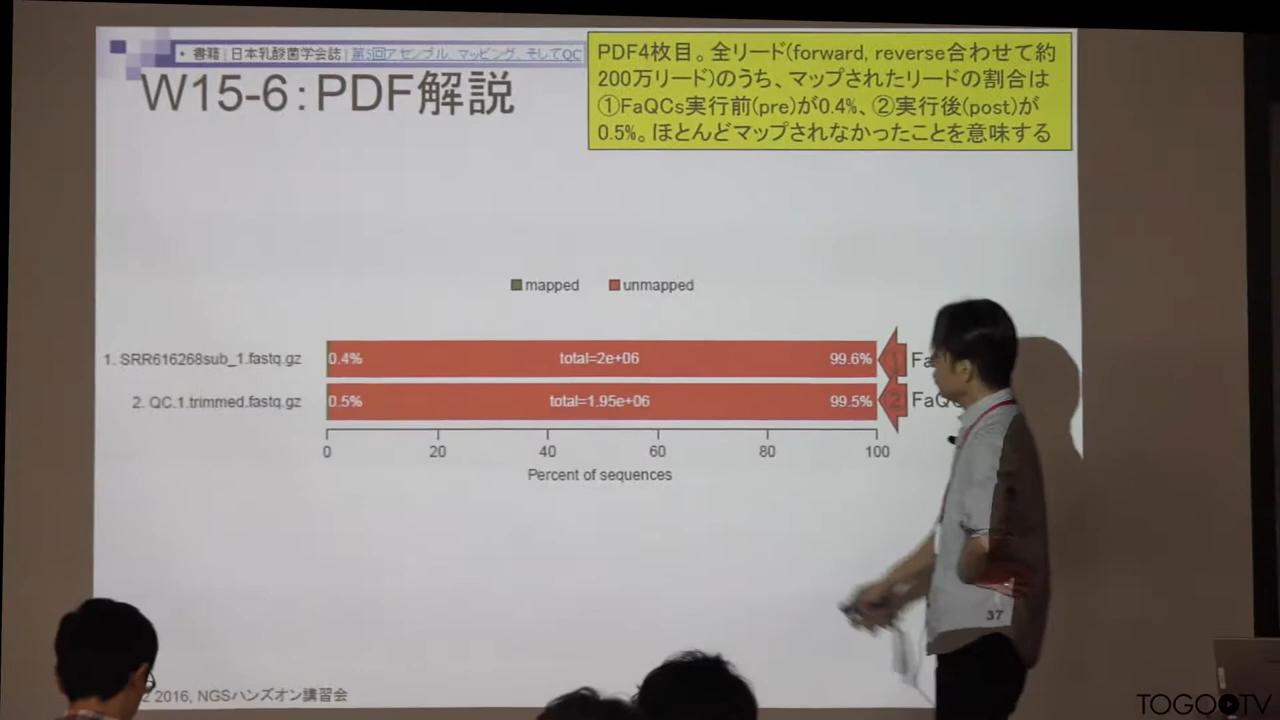 • 書籍 | 日本乳酸菌学会誌 | 第5回アセンブル、マッピング、そしてQC
W15-6：PDF解説
PDF4枚目。全リード(forward, reverse合わせて約
200万リード)のうち、マップされたリードの割合は
①FaQCs実行前(pre)が0.4%、②実行後(post)が
0.5%。ほとんどマップされなかったことを意味する
mapped unmapped
1. SRR616268sub_1.fastq.gz 0.4% total=2e+06 99.6% ①
2. QC.1.trimmed.fastq.gz 0.5% total=1.95e+06 99.5% ②
0 20 40 60 80 100
Percent of sequences
37
2016, NGSハンズオン講習会
TOGOTV